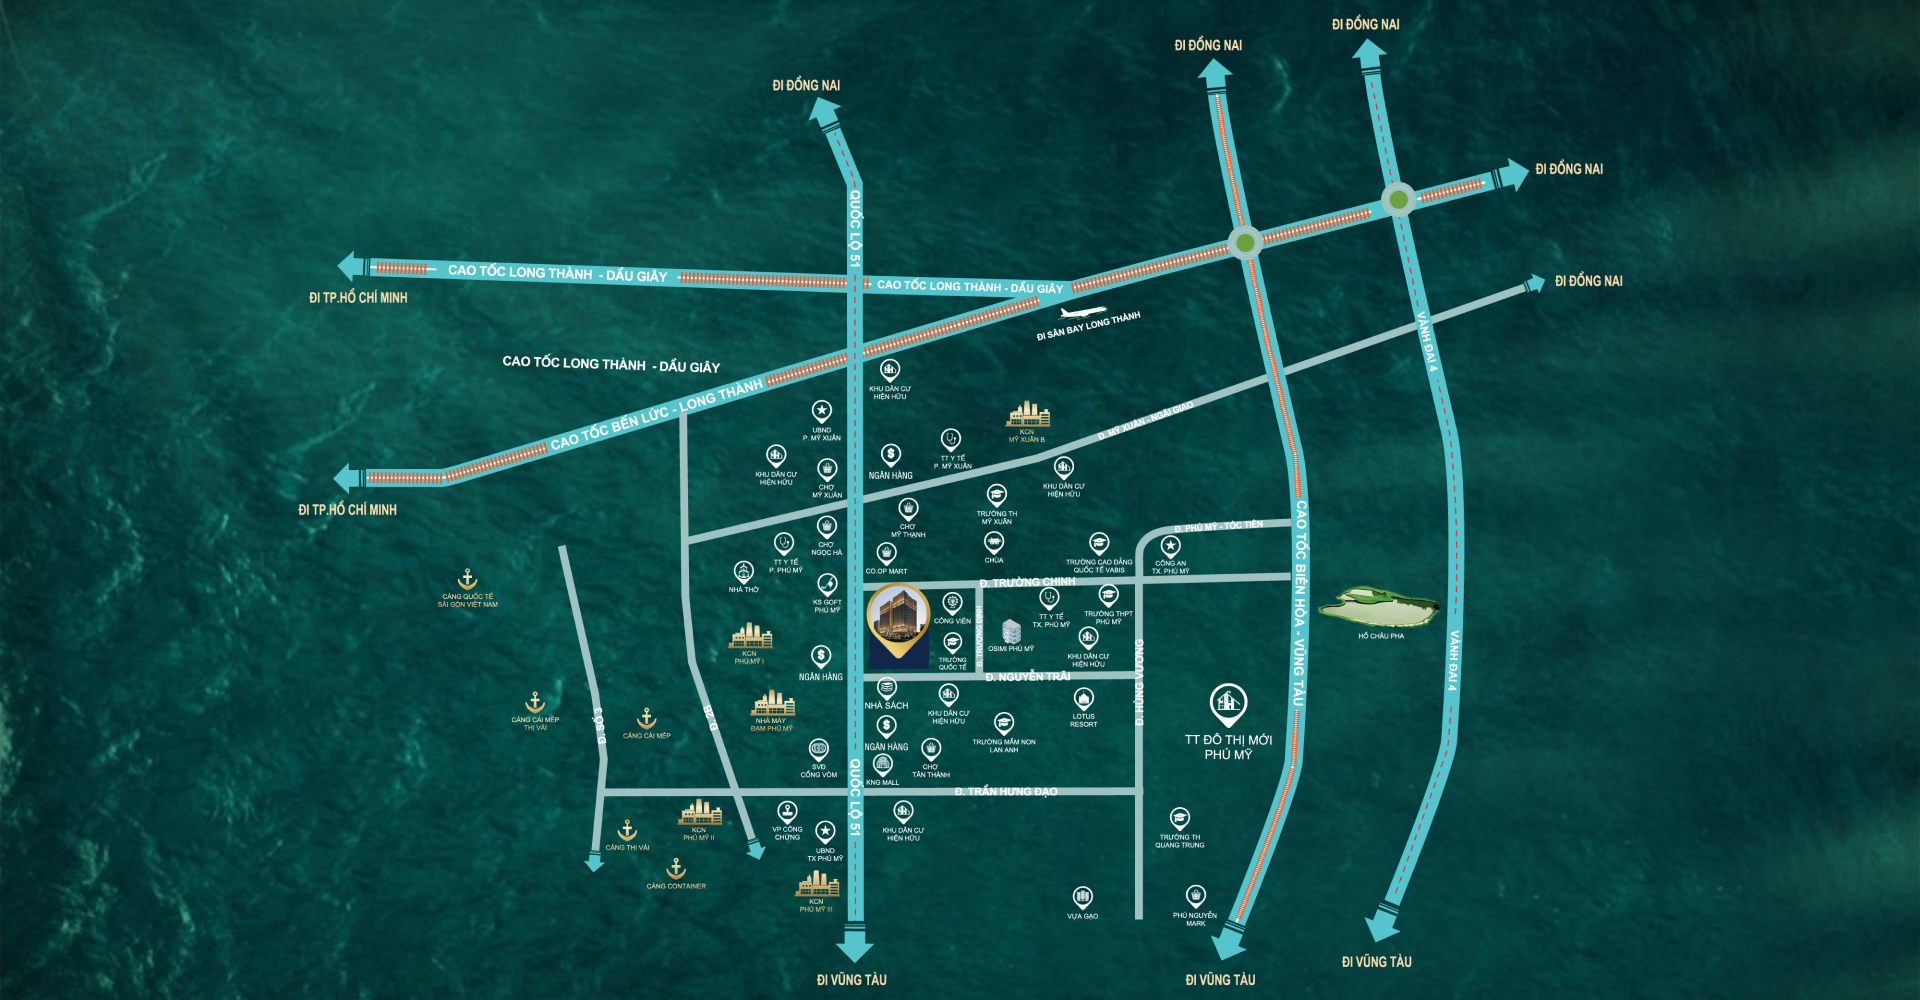 ĐI ĐỒNG NAI
ĐI ĐỒNG NAI
ĐI ĐỒNG NAI
ĐI ĐỒNG NAI
ĐI ĐỒNG NAI
QUỐC LỘ 51
CAO TỐC LONG THÀNH - DẦU GIÂY
CAO TỐC LONG THÀNH - DẦU GIÂY
ĐI TP.HỒ CHÍ MINH
ĐI SÂN BAY LONG THÀNH
VÀNH ĐAI 4
CAO TỐC LONG THÀNH - DẦU GIÂY
CAO TỐC BẾN LỨC - LONG THÀNH
ĐI TP.HỒ CHÍ MINH
KHU DÂN CƯ
HIỆN HỮU
UBND
P. MỸ XUÂN
KCN
MỸ XUÂN B
Đ. MỸ XUÂN - NGÃI GIAO
KHU DÂN CƯ
HIỆN HỮU
CHỢ
MỸ XUÂN
NGÂN HÀNG
TT Y TẾ
P. MỸ XUÂN
KHU DÂN CƯ
HIỆN HỮU
CHỢ
MỸ THẠNH
TRƯỜNG TH
MỸ XUÂN
Đ. PHÚ MỸ - TÓC TIÊN
CAO TỐC BIÊN HÒA - VŨNG TÀU
TT Y TẾ
P. PHÚ MỸ
CHỢ
NGỌC HÀ
CO.OP MART
CHÙA
TRƯỜNG CAO ĐẲNG
QUỐC TẾ VABIS
CÔNG AN
TX. PHÚ MỸ
CẢNG QUỐC TẾ
SÀI GÒN VIỆT NAM
NHÀ THỜ
KS GOFT
PHÚ MỸ
Đ. TRƯỜNG CHINH
CÔNG VIÊN
Đ. TRƯƠNG ĐỊNH
TT Y TẾ
TX. PHÚ MỸ
TRƯỜNG THPT
PHÚ MỸ
HỒ CHÂU PHA
KCN
PHÚ MỸ I
NGÂN HÀNG
TRƯỜNG
QUỐC TẾ
OSIMI PHÚ MỸ
KHU DÂN CƯ
HIỆN HỮU
Đ. NGUYỄN TRÃI
Đ. HÙNG VƯƠNG
VÀNH ĐAI 4
CẢNG CÁI MÉP
THỊ VẢI
Đ. SỐ 3
CẢNG CÁI MÉP
Đ. 2B
NHÀ MÁY
ĐẠM PHÚ MỸ
NHÀ SÁCH
KHU DÂN CƯ
HIỆN HỮU
LOTUS
RESORT
TT ĐÔ THỊ MỚI
PHÚ MỸ
NGÂN HÀNG
TRƯỜNG MẦM NON
LAN ANH
SVĐ
CỔNG VÒM
KNG MALL
CHỢ
TÂN THÀNH
QUỐC LỘ 51
Đ. TRẦN HƯNG ĐẠO
KCN
PHÚ MỸ II
VP CÔNG
CHỨNG
UBND
TX PHÚ MỸ
KHU DÂN CƯ
HIỆN HỮU
TRƯỜNG TH
QUANG TRUNG
CẢNG THỊ VẢI
CẢNG CONTAINER
KCN
PHÚ MỸ III
VỰA GẠO
PHÚ NGUYỄN
MARK
ĐI VŨNG TÀU
ĐI VŨNG TÀU
ĐI VŨNG TÀU